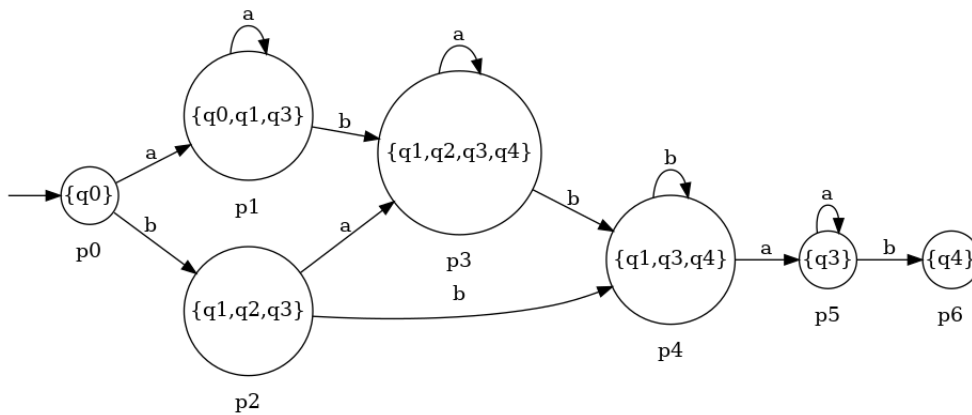 a
{q0,q1,q3}
p1
a
b
{q0}
p0
b
a
{q1,q2,q3,q4}
p3
a
{q1,q2,q3}
p2
b
b
b
{q1,q3,q4}
p4
a
a
{q3}
p5
b
{q4}
p6